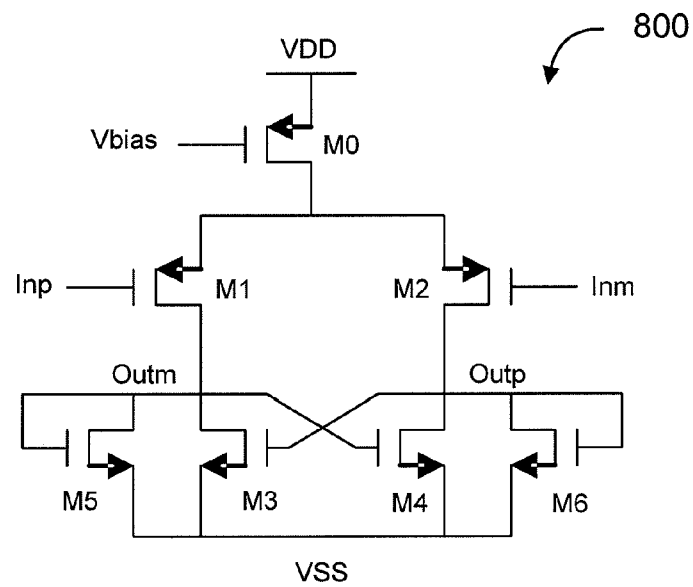 800
VDD
Vbias
M0
Inp
M1
M2
Inm
Outm
Outp
M5
M3
M4
M6
VSS